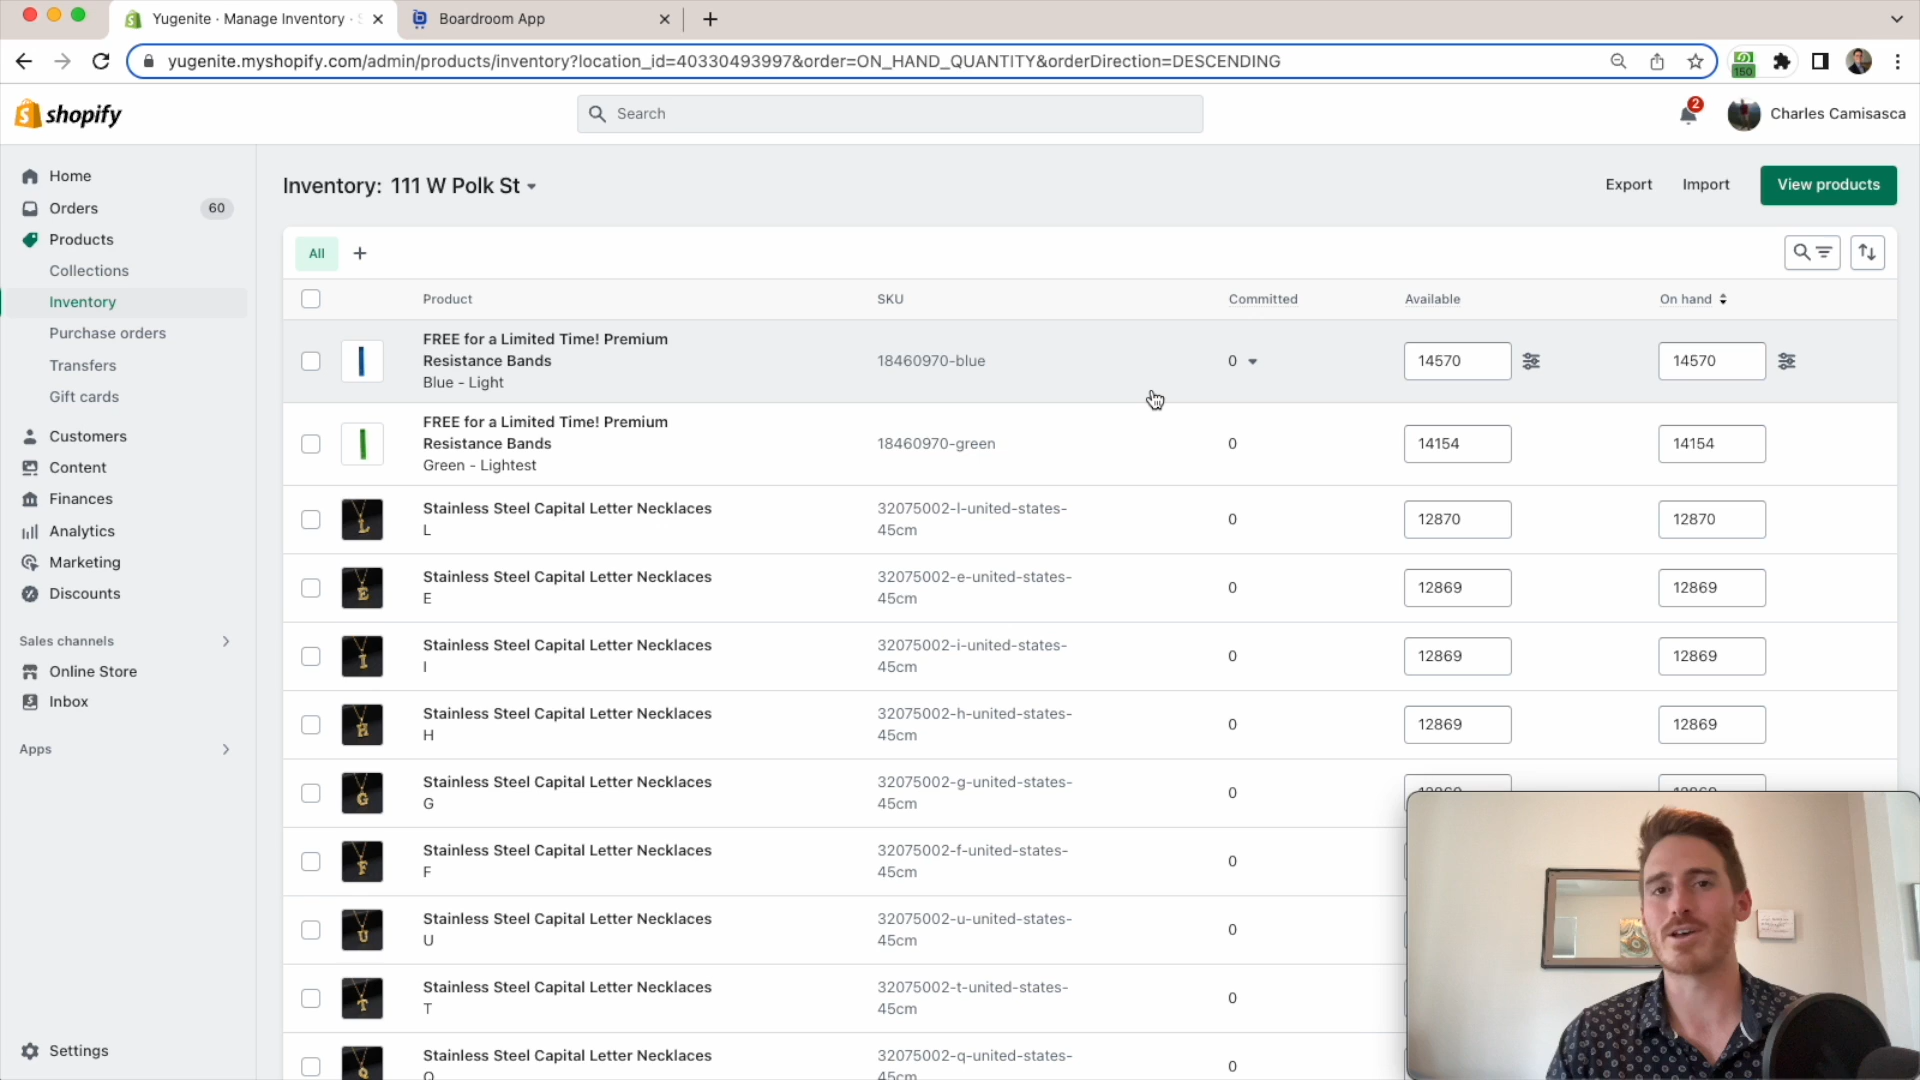 Yugenite · Manage Inventory ·
Boardroom App
yugenite.myshopify.com/admin/products/inventory?location_id=40330493997&order=ON_HAND_QUANTITY&orderDirection=DESCENDING
150
shopify
Search
2
Charles Camisasca
Home
Orders
60
Products
Collections
Inventory
Purchase orders
Transfers
Gift cards
Customers
Content
Finances
Analytics
Marketing
Discounts
Sales channels
Online Store
Inbox
Apps
Settings
Inventory: 111 W Polk St
Export
Import
View products
All
Product
SKU
Committed
Available
On hand
FREE for a Limited Time! Premium
Resistance Bands
Blue - Light
18460970-blue
0
14570
14570
FREE for a Limited Time! Premium
Resistance Bands
Green - Lightest
18460970-green
0
14154
14154
L
Stainless Steel Capital Letter Necklaces
L
32075002-l-united-states-
45cm
0
12870
12870
E
Stainless Steel Capital Letter Necklaces
E
32075002-e-united-states-
45cm
0
12869
12869
I
Stainless Steel Capital Letter Necklaces
I
32075002-i-united-states-
45cm
0
12869
12869
H
Stainless Steel Capital Letter Necklaces
H
32075002-h-united-states-
45cm
0
12869
12869
G
Stainless Steel Capital Letter Necklaces
G
32075002-g-united-states-
45cm
0
F
Stainless Steel Capital Letter Necklaces
F
32075002-f-united-states-
45cm
0
U
Stainless Steel Capital Letter Necklaces
U
32075002-u-united-states-
45cm
0
T
Stainless Steel Capital Letter Necklaces
T
32075002-t-united-states-
45cm
0
Q
Stainless Steel Capital Letter Necklaces
Q
32075002-q-united-states-
45cm
0